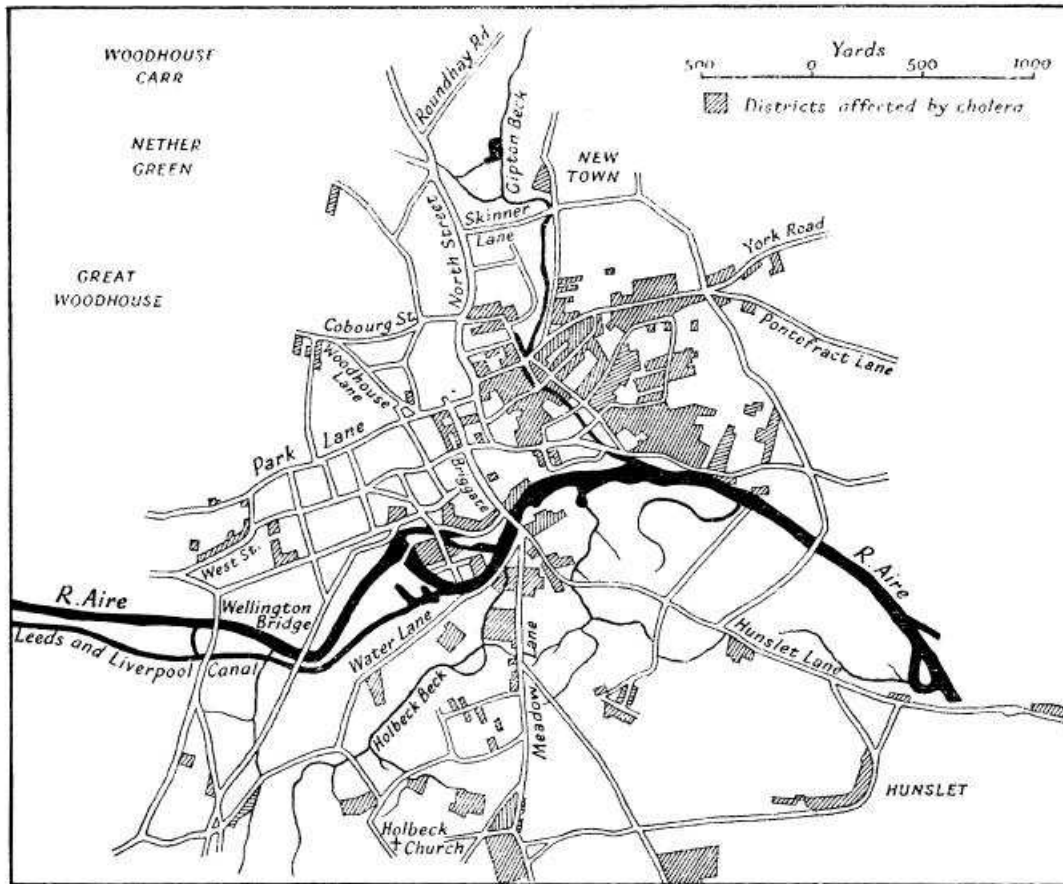 WOODHOUSE
CARR
NETHER
GREEN
GREAT
WOODHOUSE
Roundhay Rd
Gipton Beck
Yards
500 0 500 1000
Districts affected by cholera
NEW
TOWN
North Street
Skinner
Lane
York Road
Pontefract Lane
Cobourg St.
Woodhouse
Lane
Park Lane
Briggate
West St.
R. Aire
Wellington
Bridge
Leeds and Liverpool Canal
Water Lane
Holbeck Beck
Meadow Lane
Hunslet Lane
R. Aire
HUNSLET
Holbeck
Church